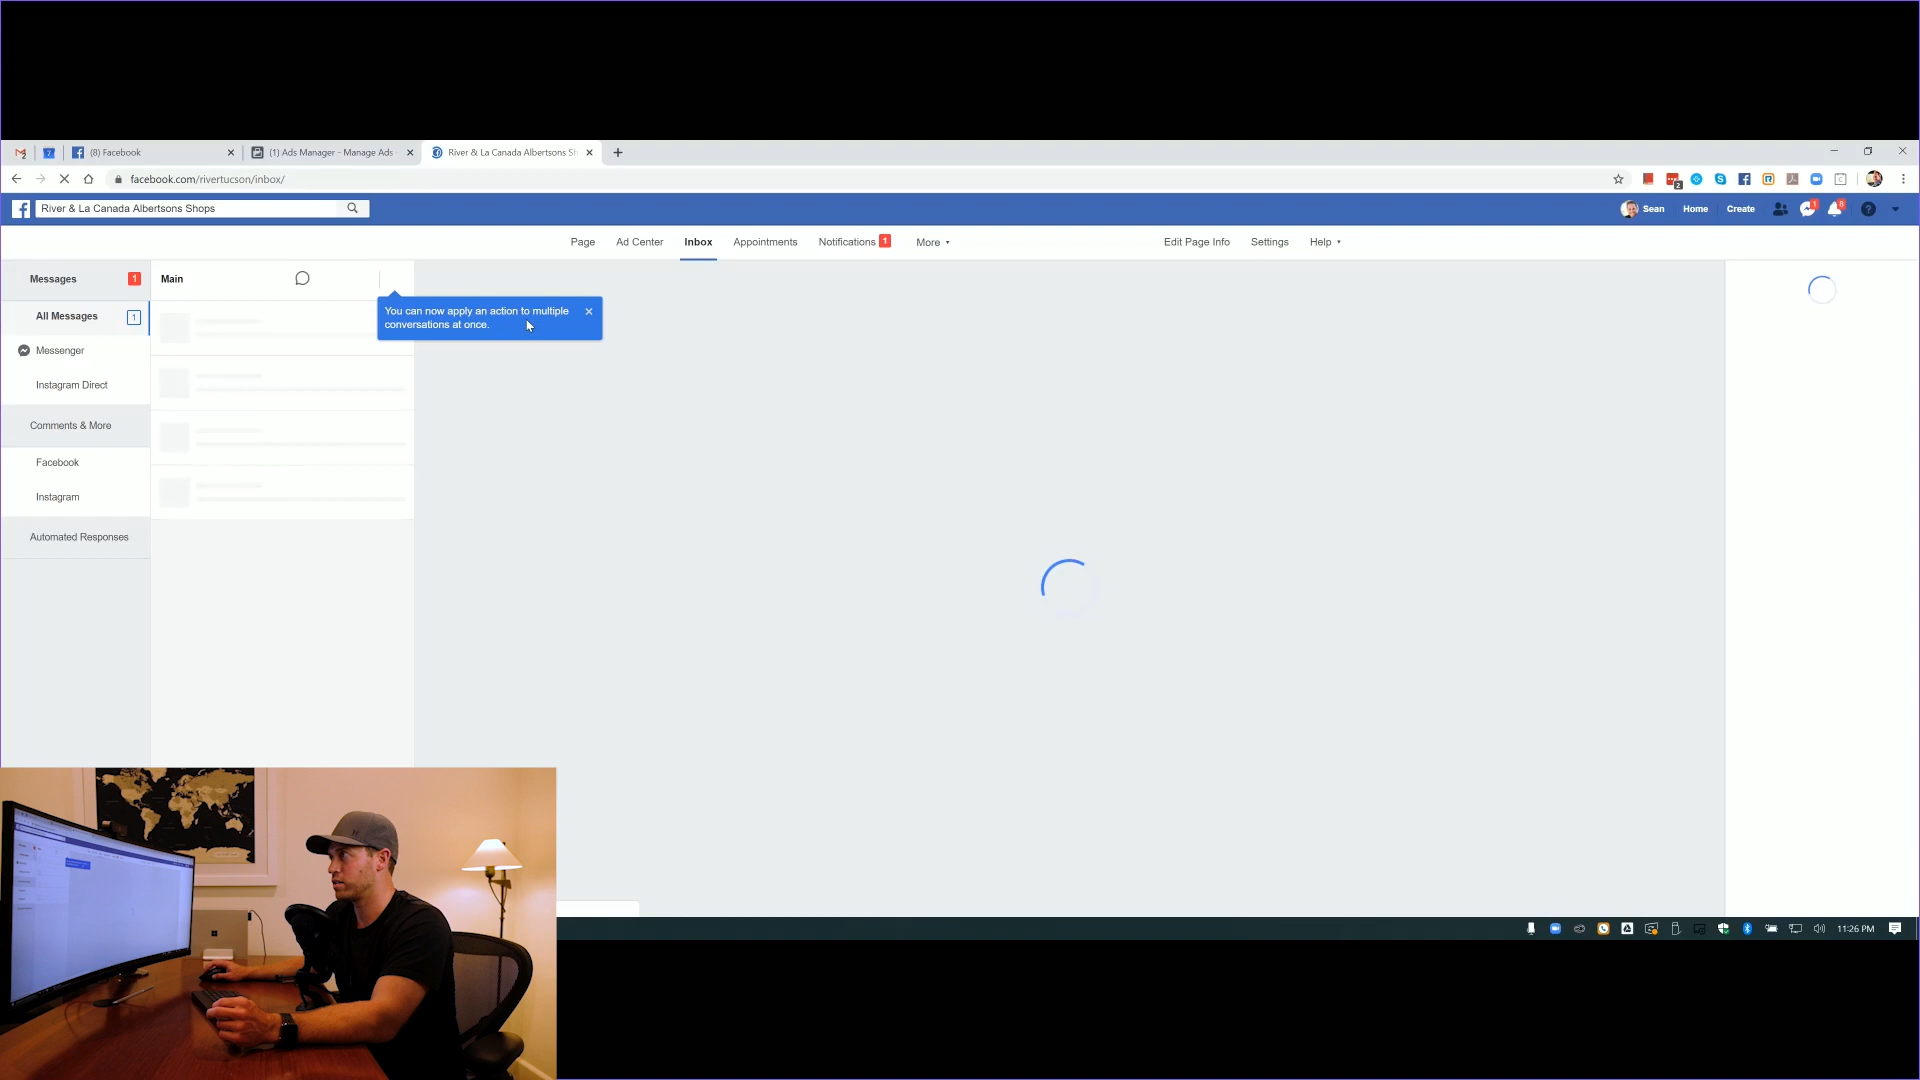 (8) Facebook
(1) Ads Manager - Manage Ads -
River & La Canada Albertsons Sh
facebook.com/rivertucson/inbox/
2
River & La Canada Albertsons Shops
Sean
Home
Create
1
8
Page
Ad Center
Inbox
Appointments
Notifications
1
More
Edit Page Info
Settings
Help
Messages
1
Main
All Messages
1
You can now apply an action to multiple
conversations at once.
Messenger
Instagram Direct
Comments & More
Facebook
Instagram
Automated Responses
11:26 PM